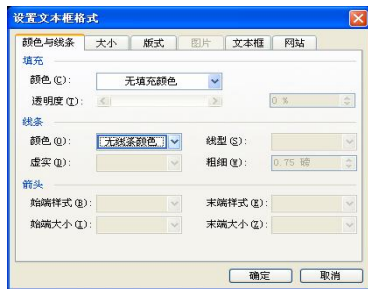 设置文本框格式
颜色与线条 大小 版式 图片 文本框 网站
填充
颜色(C): 无填充颜色
透明度(T): 0 %
线条
颜色(O): 无线条颜色 线型(S):
虚实(D): 粗细(W): 0.75 磅
箭头
始端样式(B): 末端样式(E):
始端大小(I): 末端大小(Z):
确定 取消